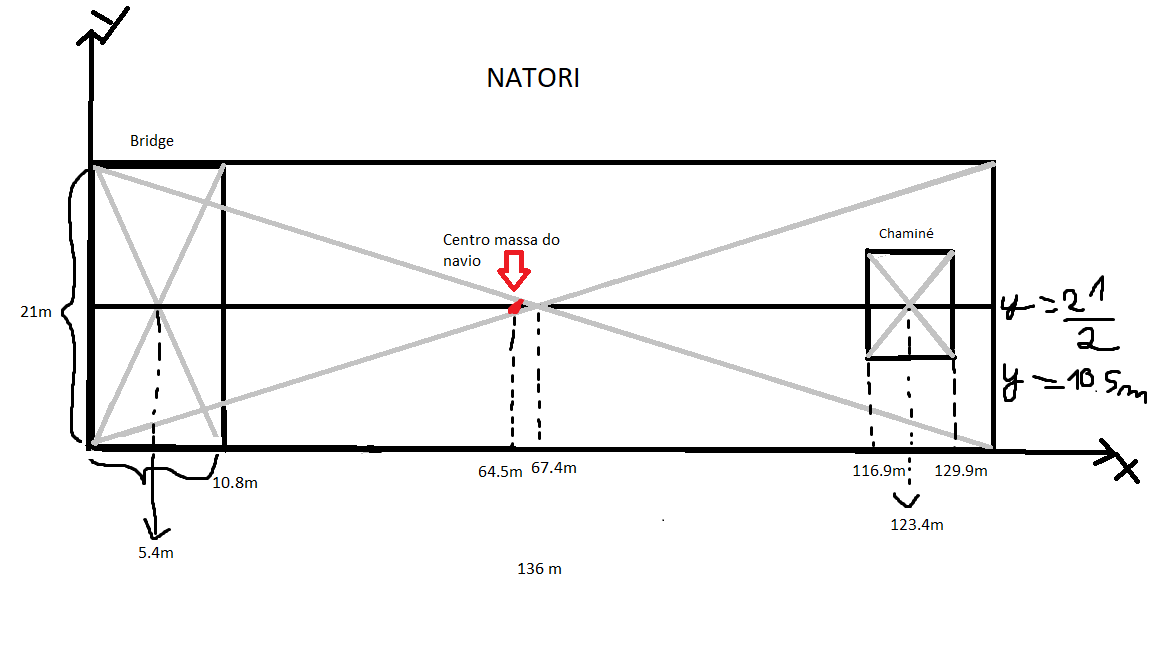 Y
NATORI
Bridge
Centro massa do
navio
Chaminé
21m
y = 21/2
y = 10.5m
64.5m
67.4m
116.9m
129.9m
X
10.8m
123.4m
5.4m
136 m